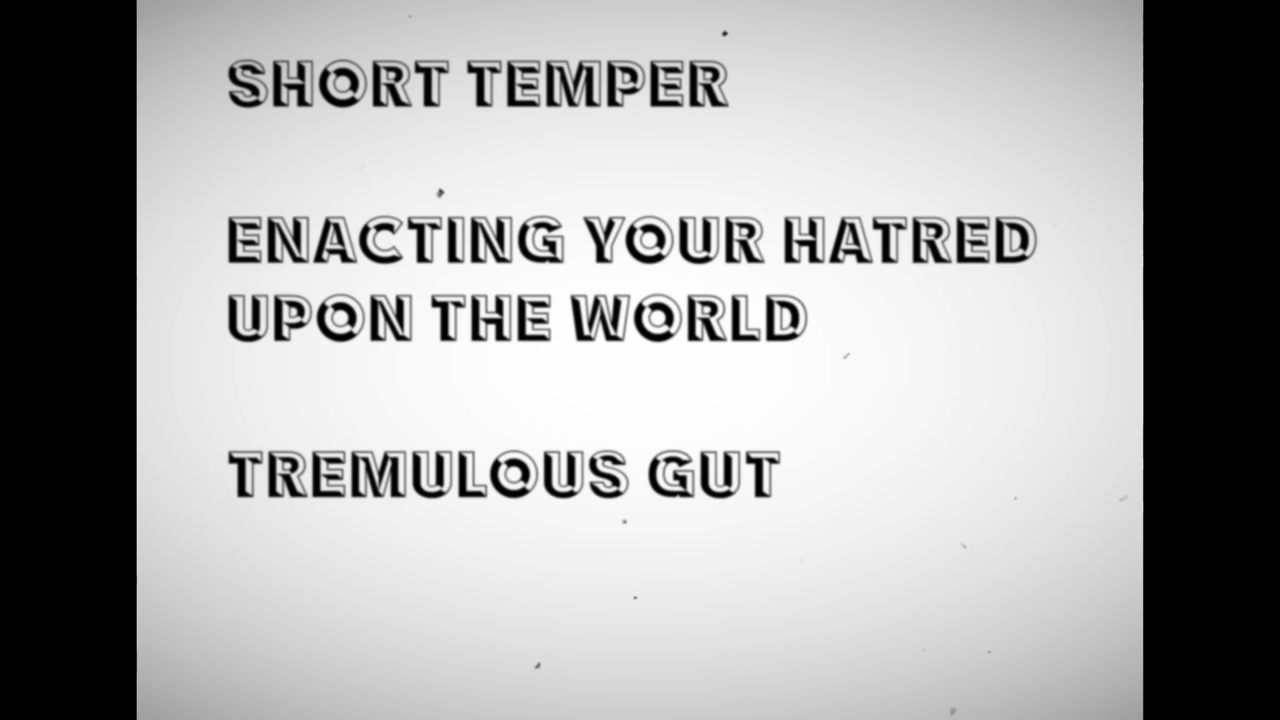 SHORT TEMPER
ENACTING YOUR HATRED
UPON THE WORLD
TREMULOUS GUT